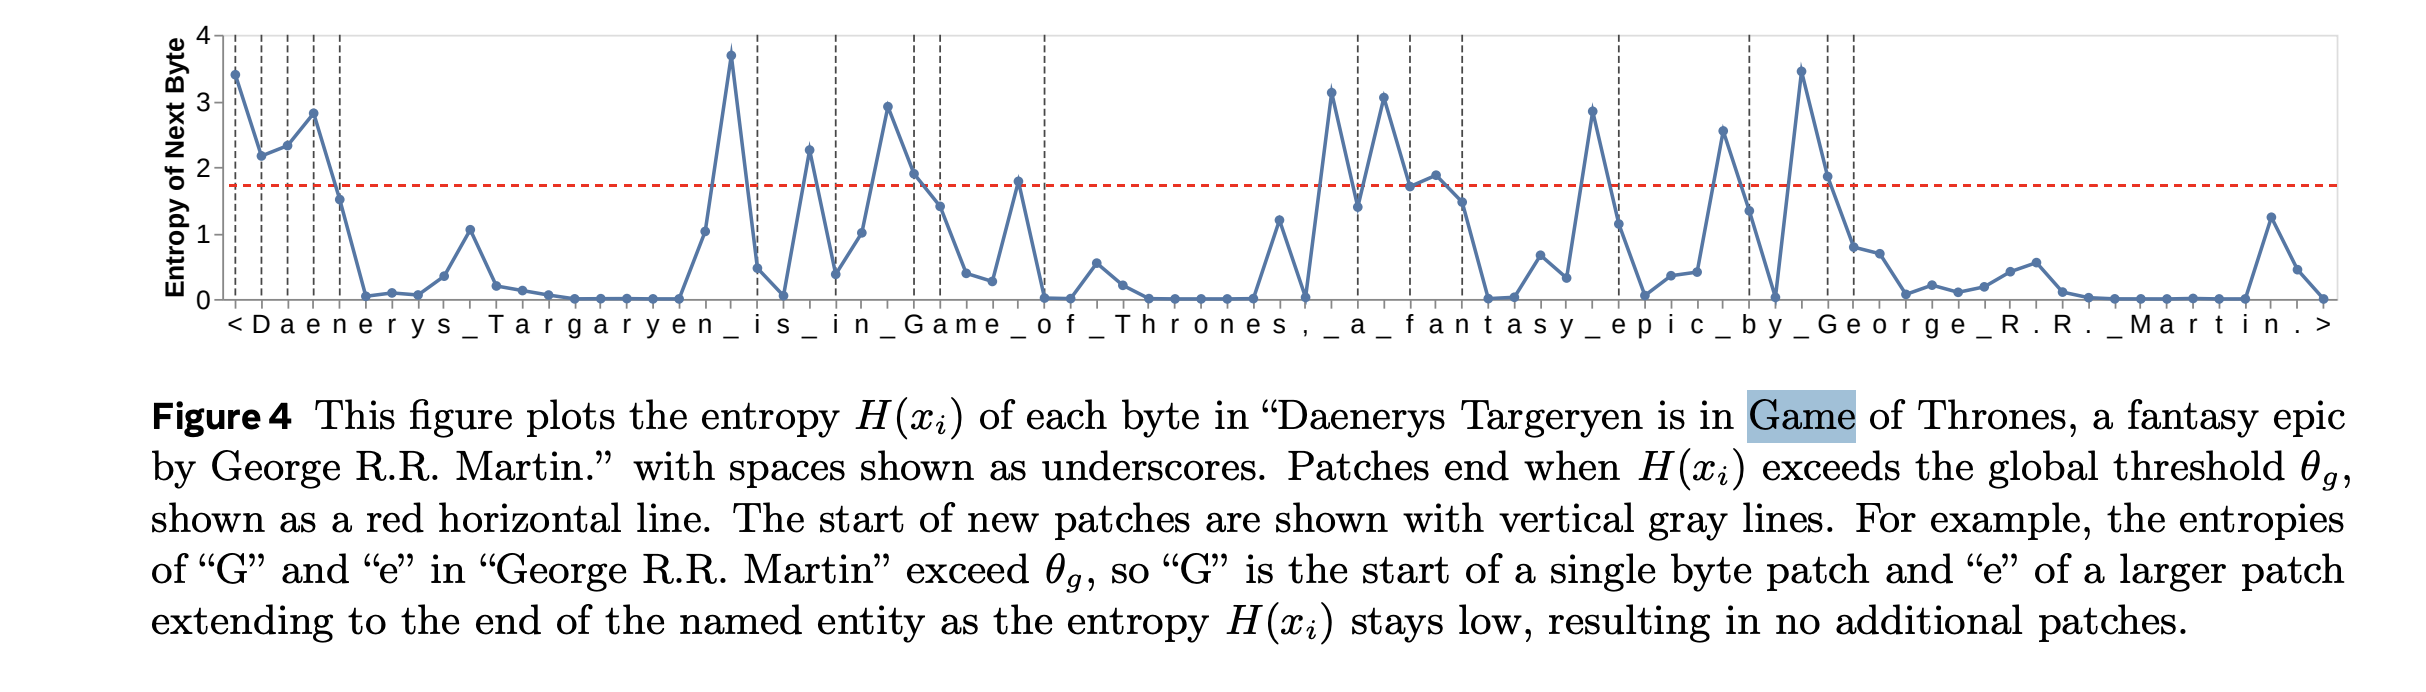 Entropy of Next Byte
4
3
2
1
0
< D a e n e r y s _ T a r g a r y e n _ i s _ i n _ G a m e _ o f _ T h r o n e s , _ a _ f a n t a s y _ e p i c _ b y _ G e o r g e _ R . R . _ M a r t i n . >
Figure 4 This figure plots the entropy H(xᵢ) of each byte in “Daenerys Targeryen is in Game of Thrones, a fantasy epic
by George R.R. Martin.” with spaces shown as underscores. Patches end when H(xᵢ) exceeds the global threshold θg,
shown as a red horizontal line. The start of new patches are shown with vertical gray lines. For example, the entropies
of “G” and “e” in “George R.R. Martin” exceed θg, so “G” is the start of a single byte patch and “e” of a larger patch
extending to the end of the named entity as the entropy H(xᵢ) stays low, resulting in no additional patches.